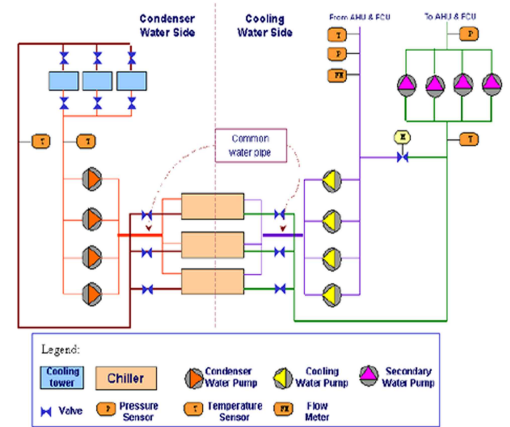 Condenser
Water Side
Cooling
Water Side
From AHU & FCU
To AHU & FCU
T
P
FM
P
M
T
T
T
Common
water pipe
Legend:
Cooling
tower
Chiller
Condenser
Water Pump
Cooling
Water Pump
Secondary
Water Pump
Valve
P
Pressure
Sensor
T
Temperature
Sensor
FM
Flow
Meter